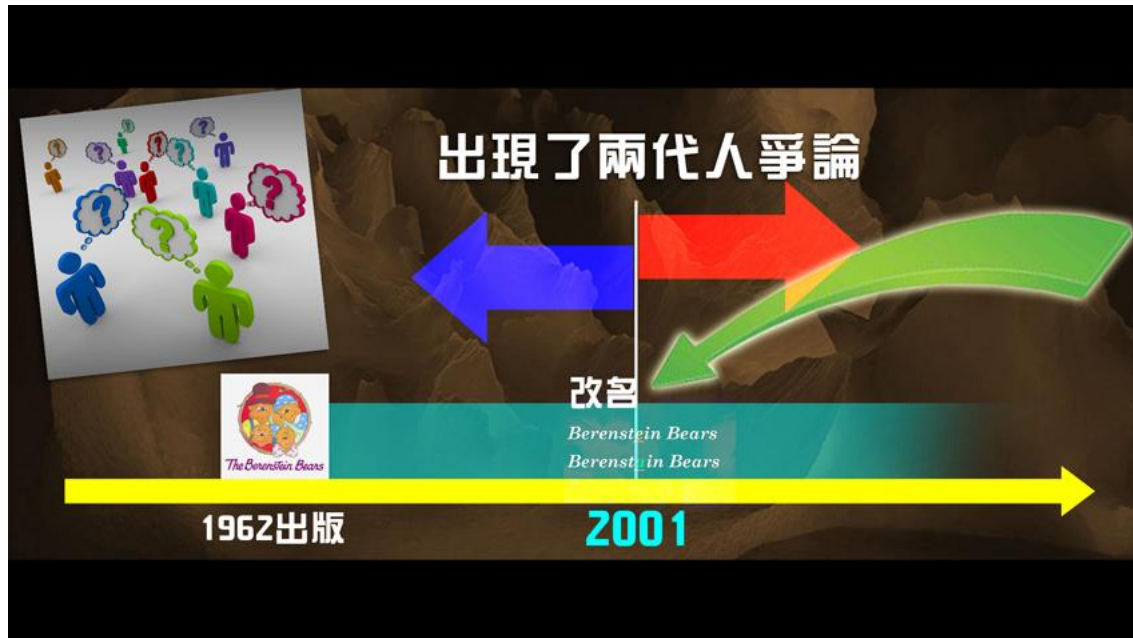 出現了兩代人爭論
改名
Berenstein Bears
Berenstain Bears
The Berenstein Bears
1962出版
2001
? ? ? ? ? ? ? ? ?